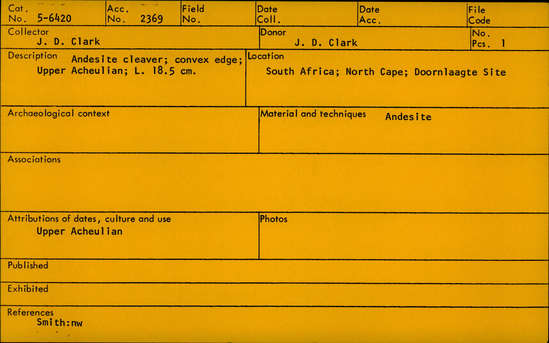 Cat. No. 5-6420 Acc. No. 2369 Field No. Date Coll. Date Acc. File Code
Collector J. D. Clark Donor J. D. Clark No. Pcs. 1
Description Andesite cleaver; convex edge;
Upper Acheulian; L. 18.5 cm.
Location
South Africa; North Cape; Doornlaagte Site
Archaeological context
Material and techniques Andesite
Associations
Attributions of dates, culture and use
Upper Acheulian
Photos
Published
Exhibited
References
Smith:nw